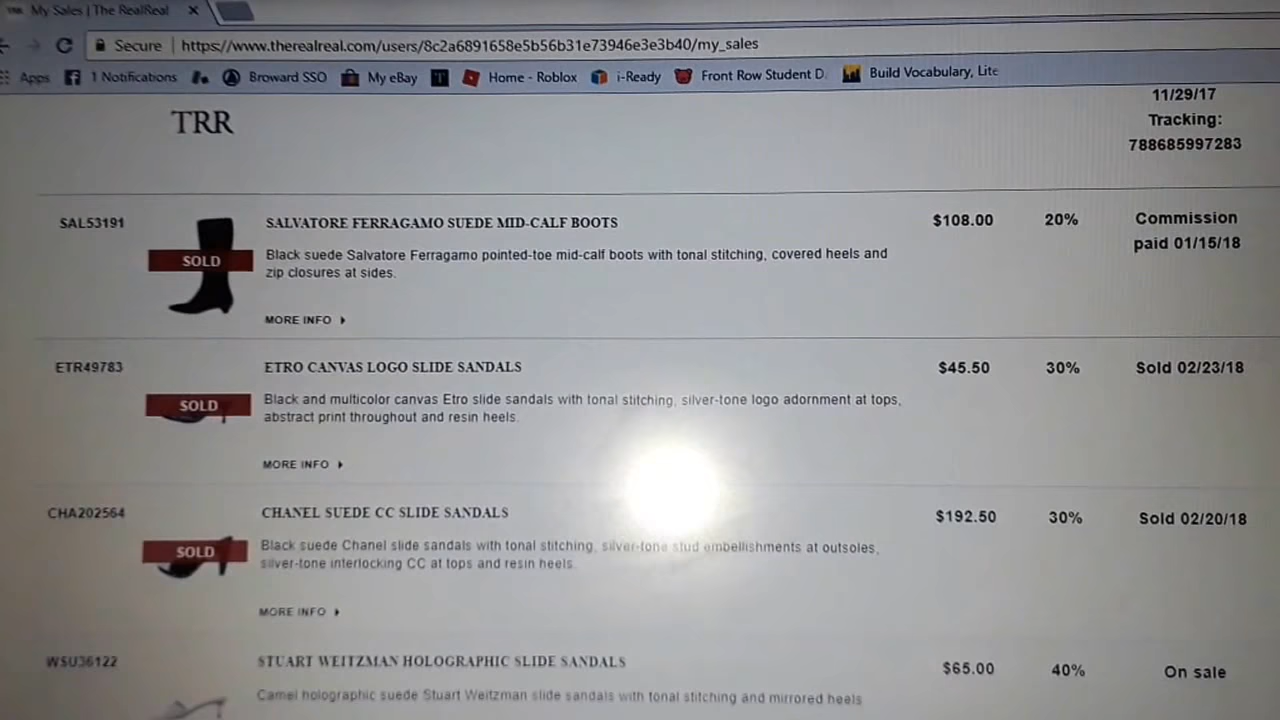 My Sales | The RealReal
Secure | https://www.therealreal.com/users/8c2a6891658e5b56b31e73946e3e3b40/my_sales
Apps 1 Notifications Broward SSO My eBay T Home - Roblox i-Ready Front Row Student D Build Vocabulary, Lite
11/29/17
TRR
Tracking:
788685997283
SAL53191 SALVATORE FERRAGAMO SUEDE MID-CALF BOOTS $108.00 20% Commission
paid 01/15/18
SOLD
Black suede Salvatore Ferragamo pointed-toe mid-calf boots with tonal stitching, covered heels and
zip closures at sides.
MORE INFO
ETR49783 ETRO CANVAS LOGO SLIDE SANDALS $45.50 30% Sold 02/23/18
SOLD
Black and multicolor canvas Etro slide sandals with tonal stitching, silver-tone logo adornment at tops,
abstract print throughout and resin heels.
MORE INFO
CHA202564 CHANEL SUEDE CC SLIDE SANDALS $192.50 30% Sold 02/20/18
SOLD
Black suede Chanel slide sandals with tonal stitching, silver-tone stud embellishments at outsoles,
silver-tone interlocking CC at tops and resin heels.
MORE INFO
WSU36122 STUART WEITZMAN HOLOGRAPHIC SLIDE SANDALS $65.00 40% On sale
Camel holographic suede Stuart Weitzman slide sandals with tonal stitching and mirrored heels